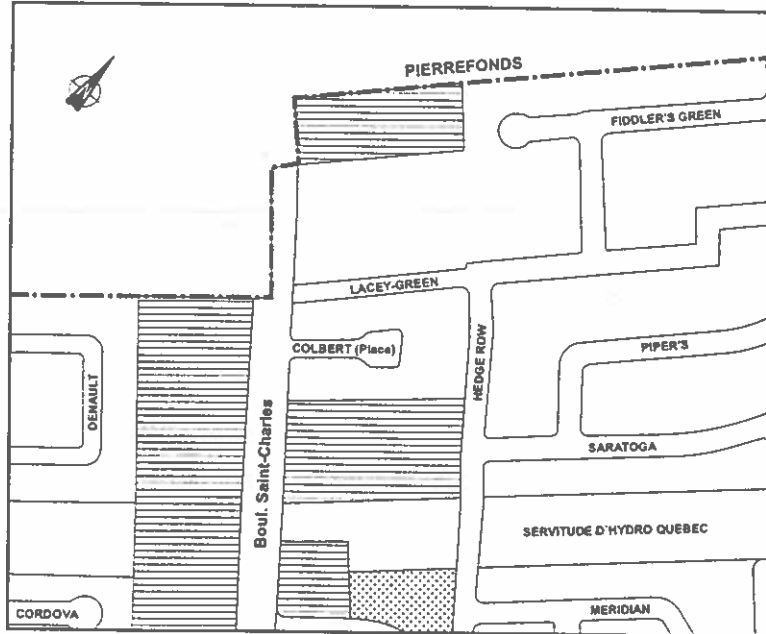 PIERREFONDS
FIDDLER'S GREEN
LACEY-GREEN
COLBERT (Place)
HEDGE ROW
PIPER'S
DENAULT
Boul. Saint-Charles
SARATOGA
SERVITUDE D'HYDRO QUEBEC
CORDOVA
MERIDIAN